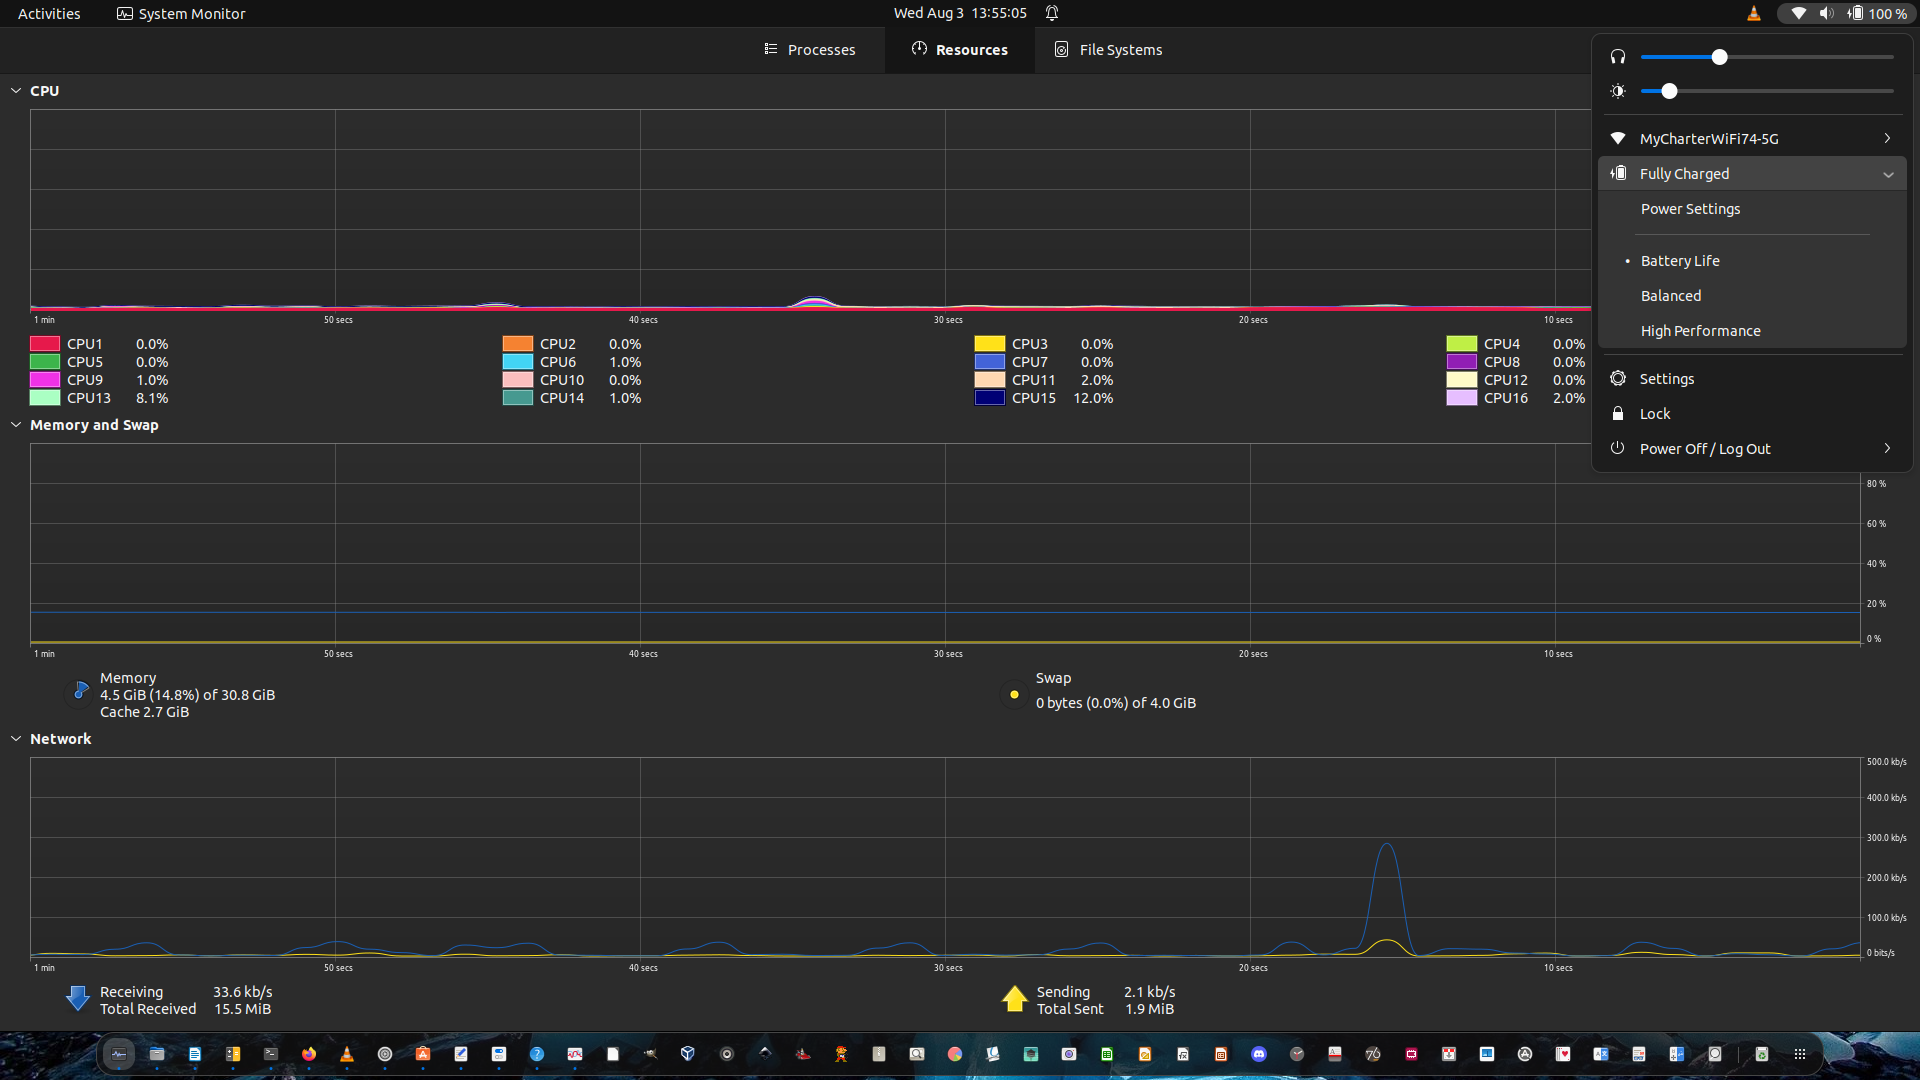 Activities
System Monitor
Wed Aug 3 13:55:05
100 %
Processes
Resources
File Systems
CPU
1 min
50 secs
40 secs
30 secs
20 secs
10 secs
CPU1 0.0%
CPU2 0.0%
CPU3 0.0%
CPU4 0.0%
CPU5 0.0%
CPU6 1.0%
CPU7 0.0%
CPU8 0.0%
CPU9 1.0%
CPU10 0.0%
CPU11 2.0%
CPU12 0.0%
CPU13 8.1%
CPU14 1.0%
CPU15 12.0%
CPU16 2.0%
MyCharterWiFi74-5G
Fully Charged
Power Settings
• Battery Life
Balanced
High Performance
Settings
Lock
Power Off / Log Out
Memory and Swap
80 %
60 %
40 %
20 %
0 %
1 min
50 secs
40 secs
30 secs
20 secs
10 secs
Memory
4.5 GiB (14.8%) of 30.8 GiB
Cache 2.7 GiB
Swap
0 bytes (0.0%) of 4.0 GiB
Network
500.0 kb/s
400.0 kb/s
300.0 kb/s
200.0 kb/s
100.0 kb/s
0 bits/s
1 min
50 secs
40 secs
30 secs
20 secs
10 secs
Receiving 33.6 kb/s
Total Received 15.5 MiB
Sending 2.1 kb/s
Total Sent 1.9 MiB